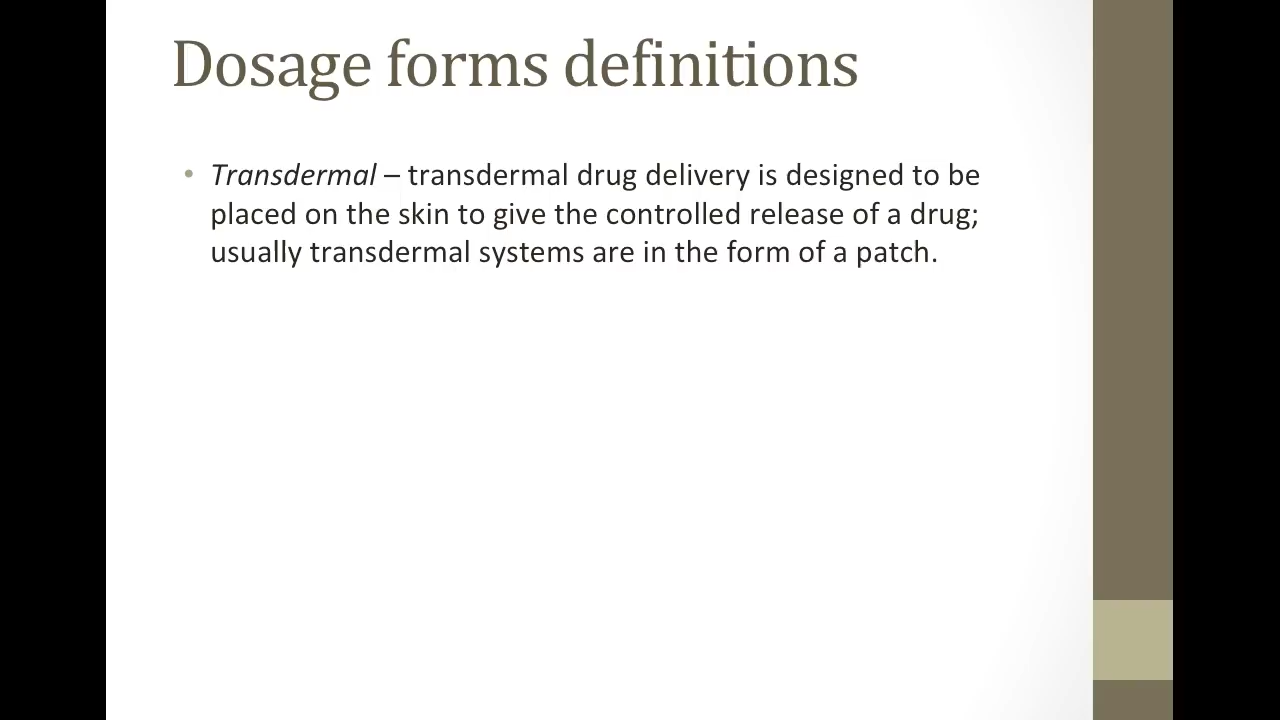 Dosage forms definitions
• Transdermal – transdermal drug delivery is designed to be
placed on the skin to give the controlled release of a drug;
usually transdermal systems are in the form of a patch.